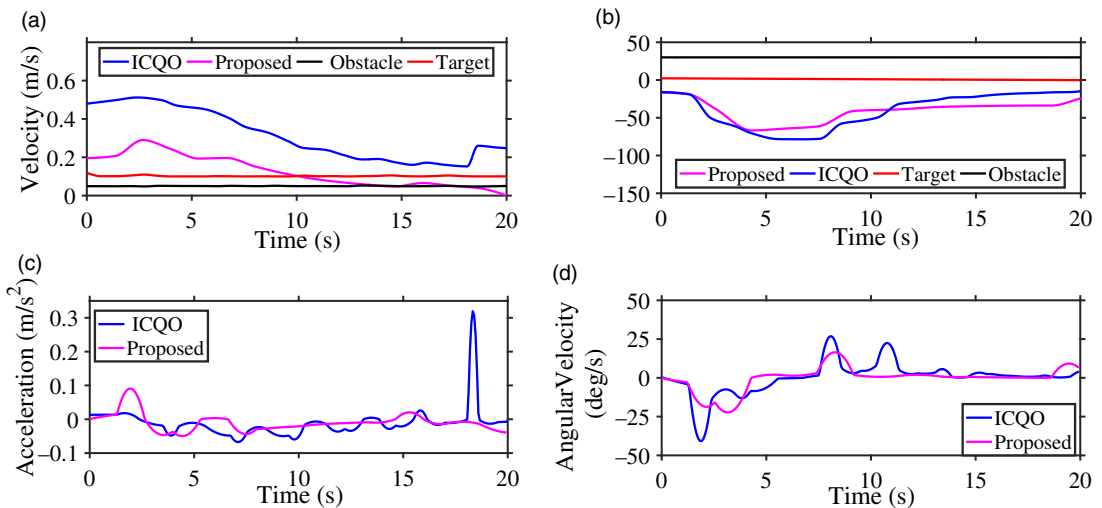 (a)
Velocity (m/s)
0.6
0.4
0.2
0
ICQO Proposed Obstacle Target
0 5 10 15 20
Time (s)
(b)
50
0
−50
−100
−150
Proposed ICQO Target Obstacle
0 5 10 15 20
Time (s)
(c)
Acceleration (m/s²)
0.3
0.2
0.1
0
−0.1
ICQO
Proposed
0 5 10 15 20
Time (s)
(d)
AngularVelocity
(deg/s)
50
25
0
−25
−50
ICQO
Proposed
0 5 10 15 20
Time (s)